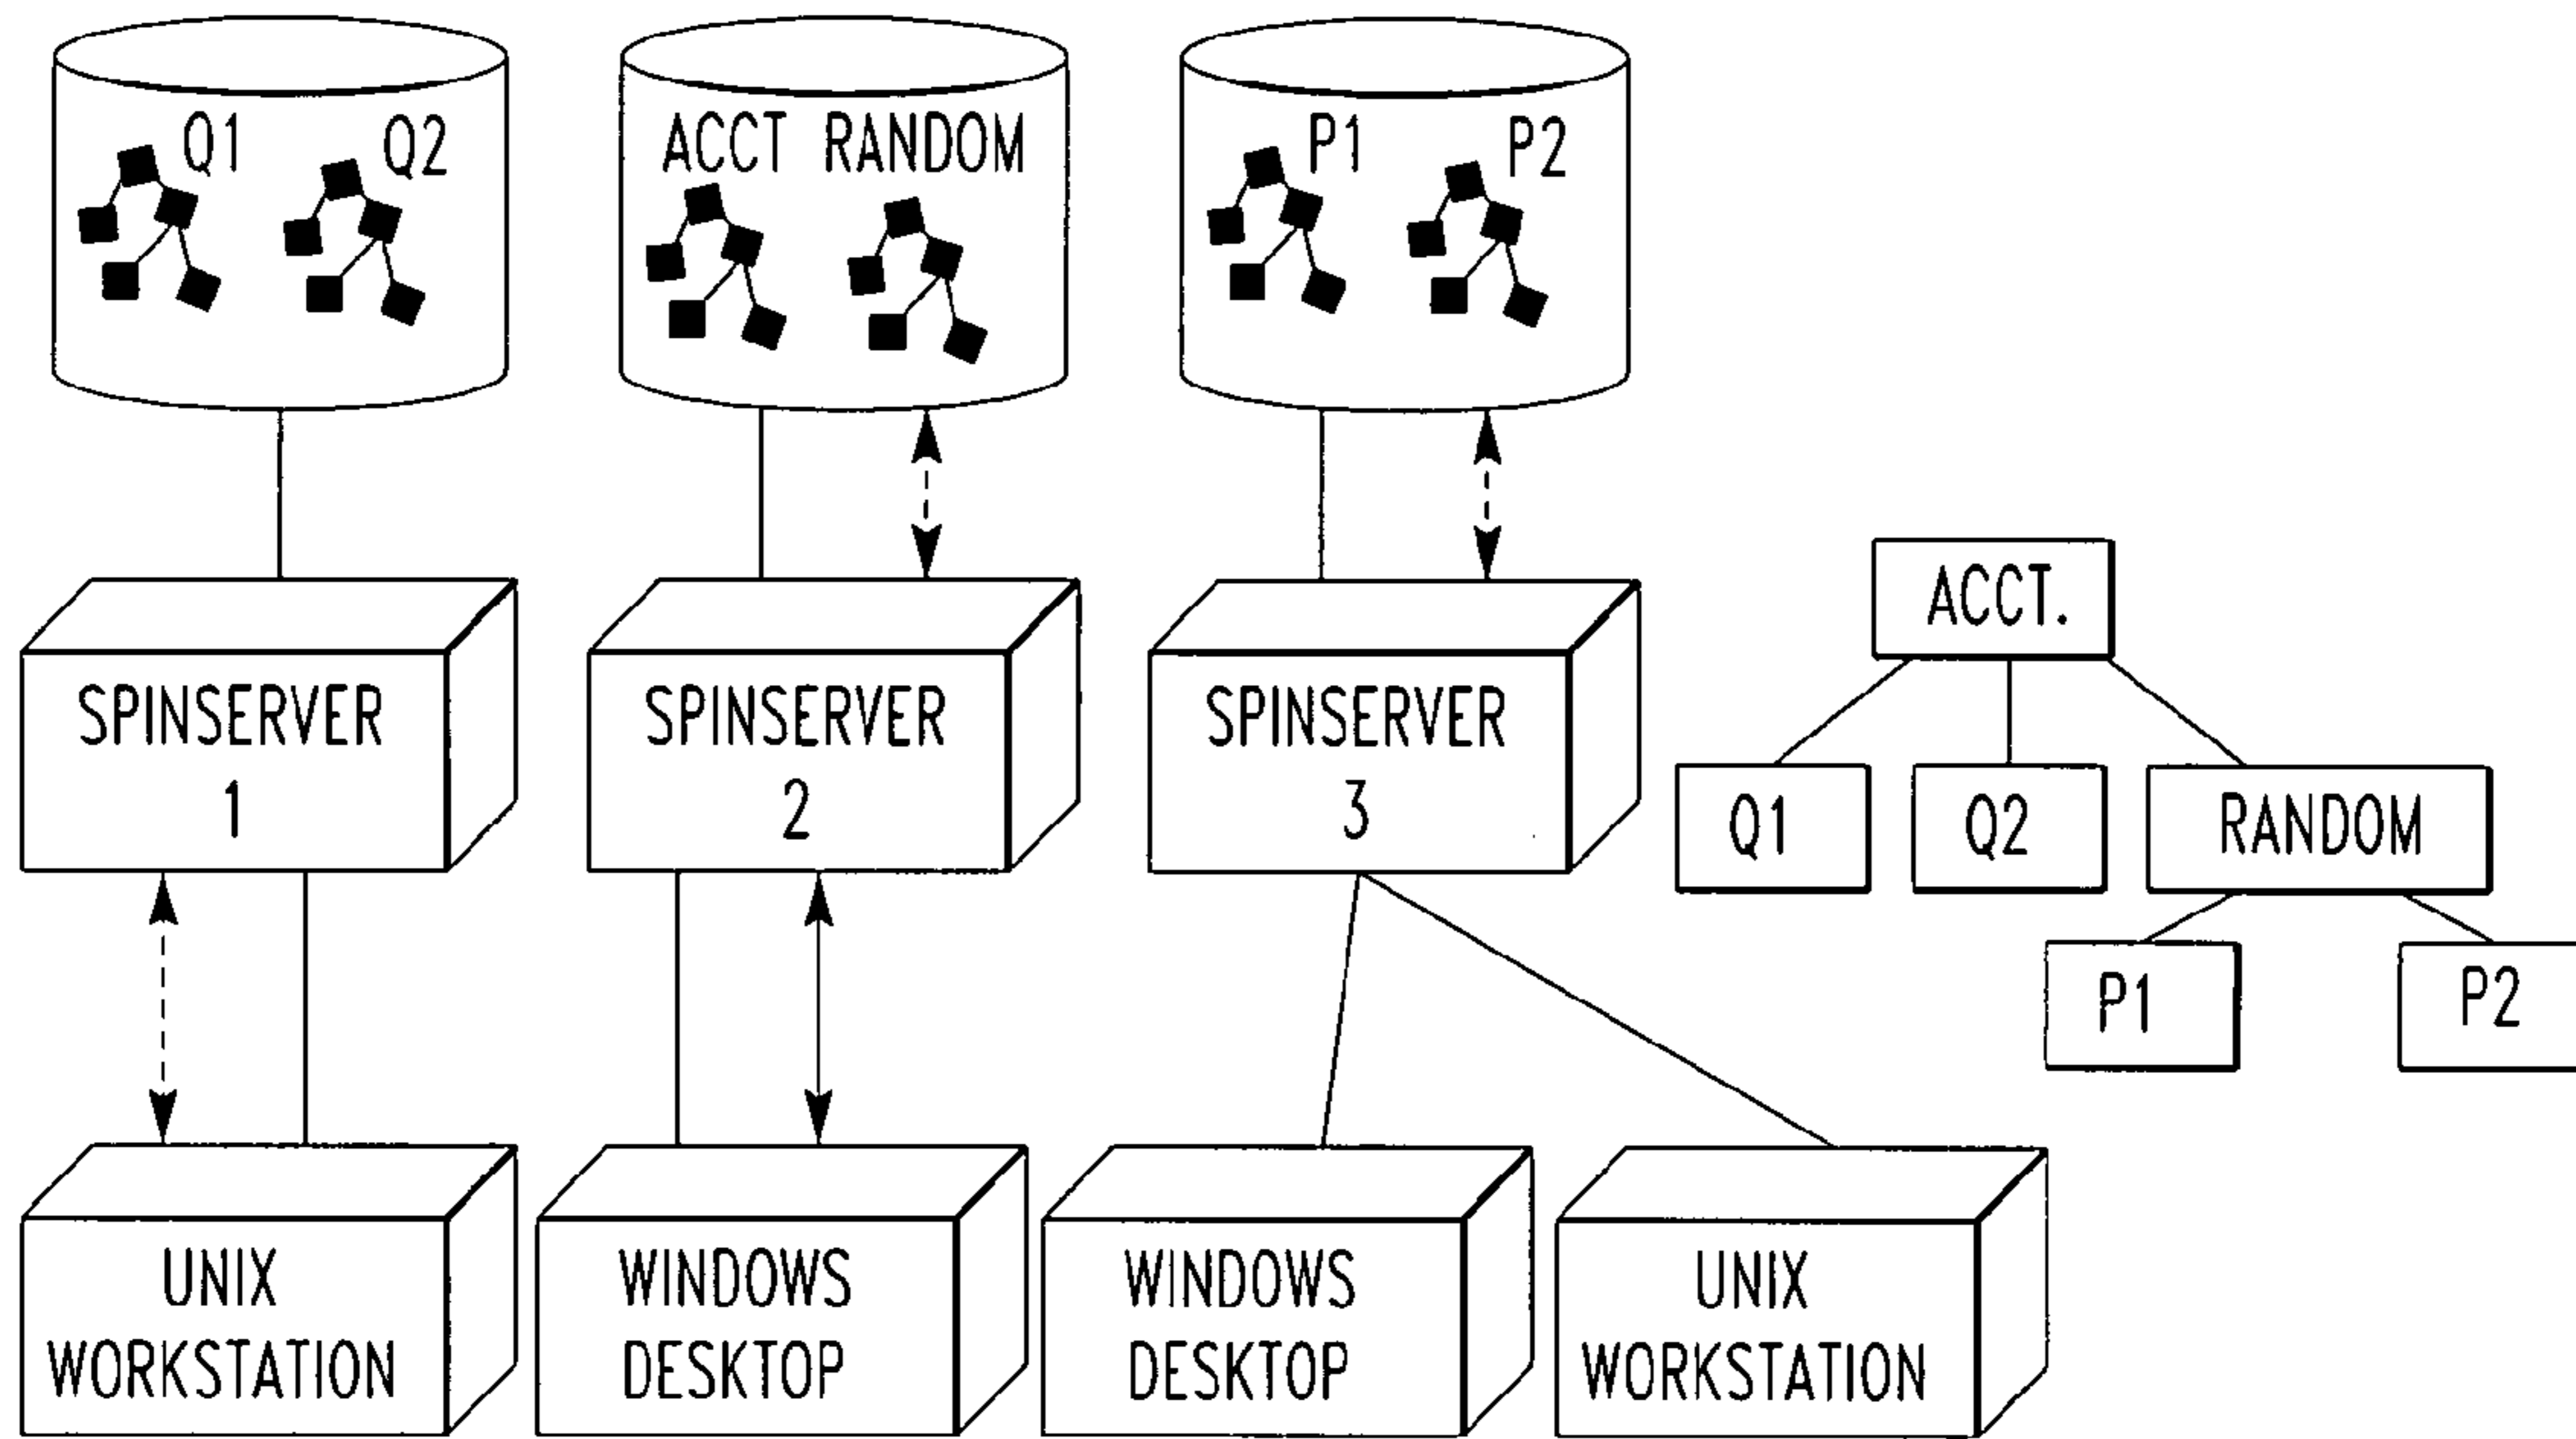 Q1
Q2
ACCT RANDOM
P1
P2
SPINSERVER
1
SPINSERVER
2
SPINSERVER
3
ACCT.
Q1
Q2
RANDOM
P1
P2
UNIX
WORKSTATION
WINDOWS
DESKTOP
WINDOWS
DESKTOP
UNIX
WORKSTATION